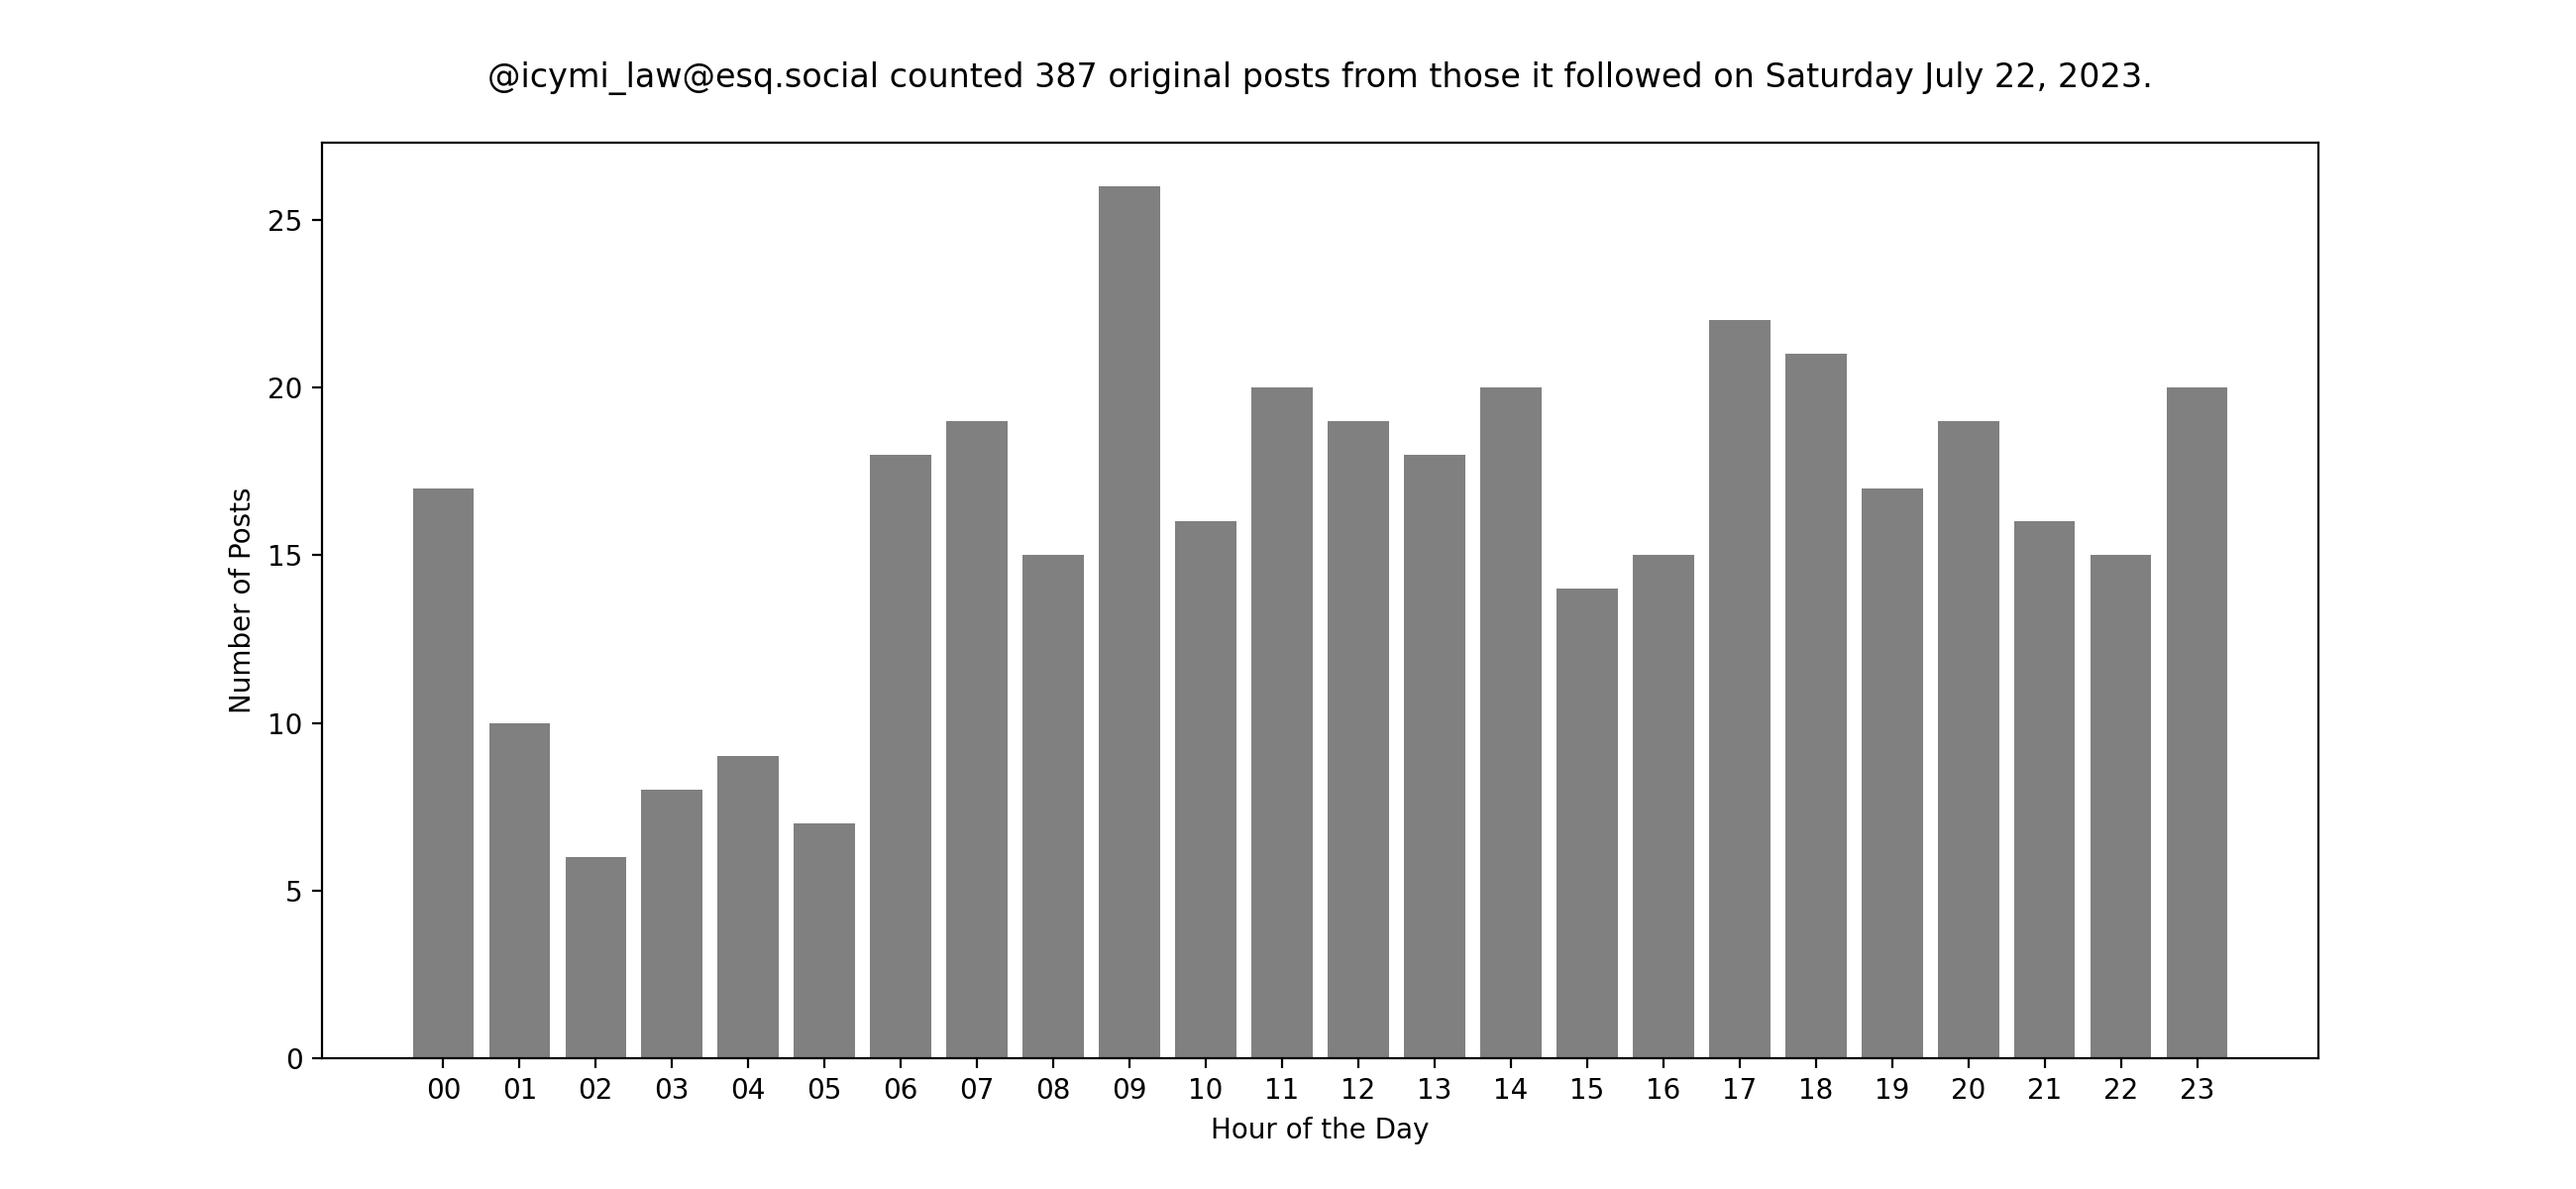 @icymi_law@esq.social counted 387 original posts from those it followed on Saturday July 22, 2023.
Number of Posts
25
20
15
10
5
0
00 01 02 03 04 05 06 07 08 09 10 11 12 13 14 15 16 17 18 19 20 21 22 23
Hour of the Day